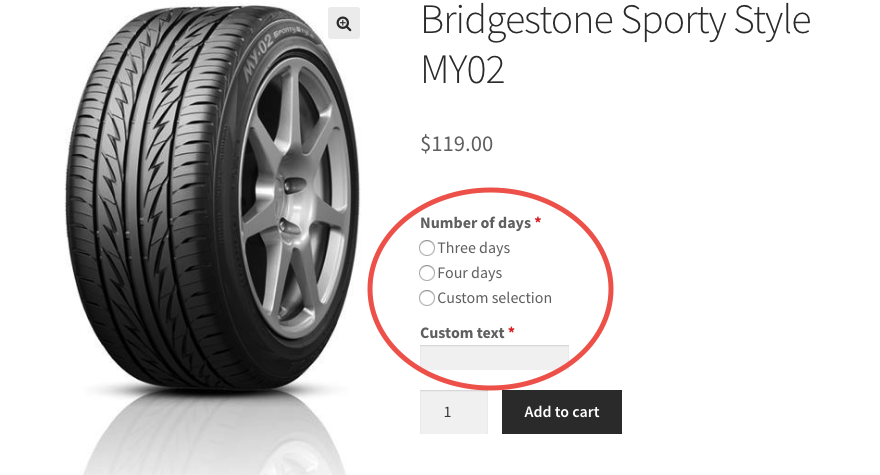 Bridgestone Sporty Style
MY02
MY-02
$119.00
Number of days *
Three days
Four days
Custom selection
Custom text *
1
Add to cart